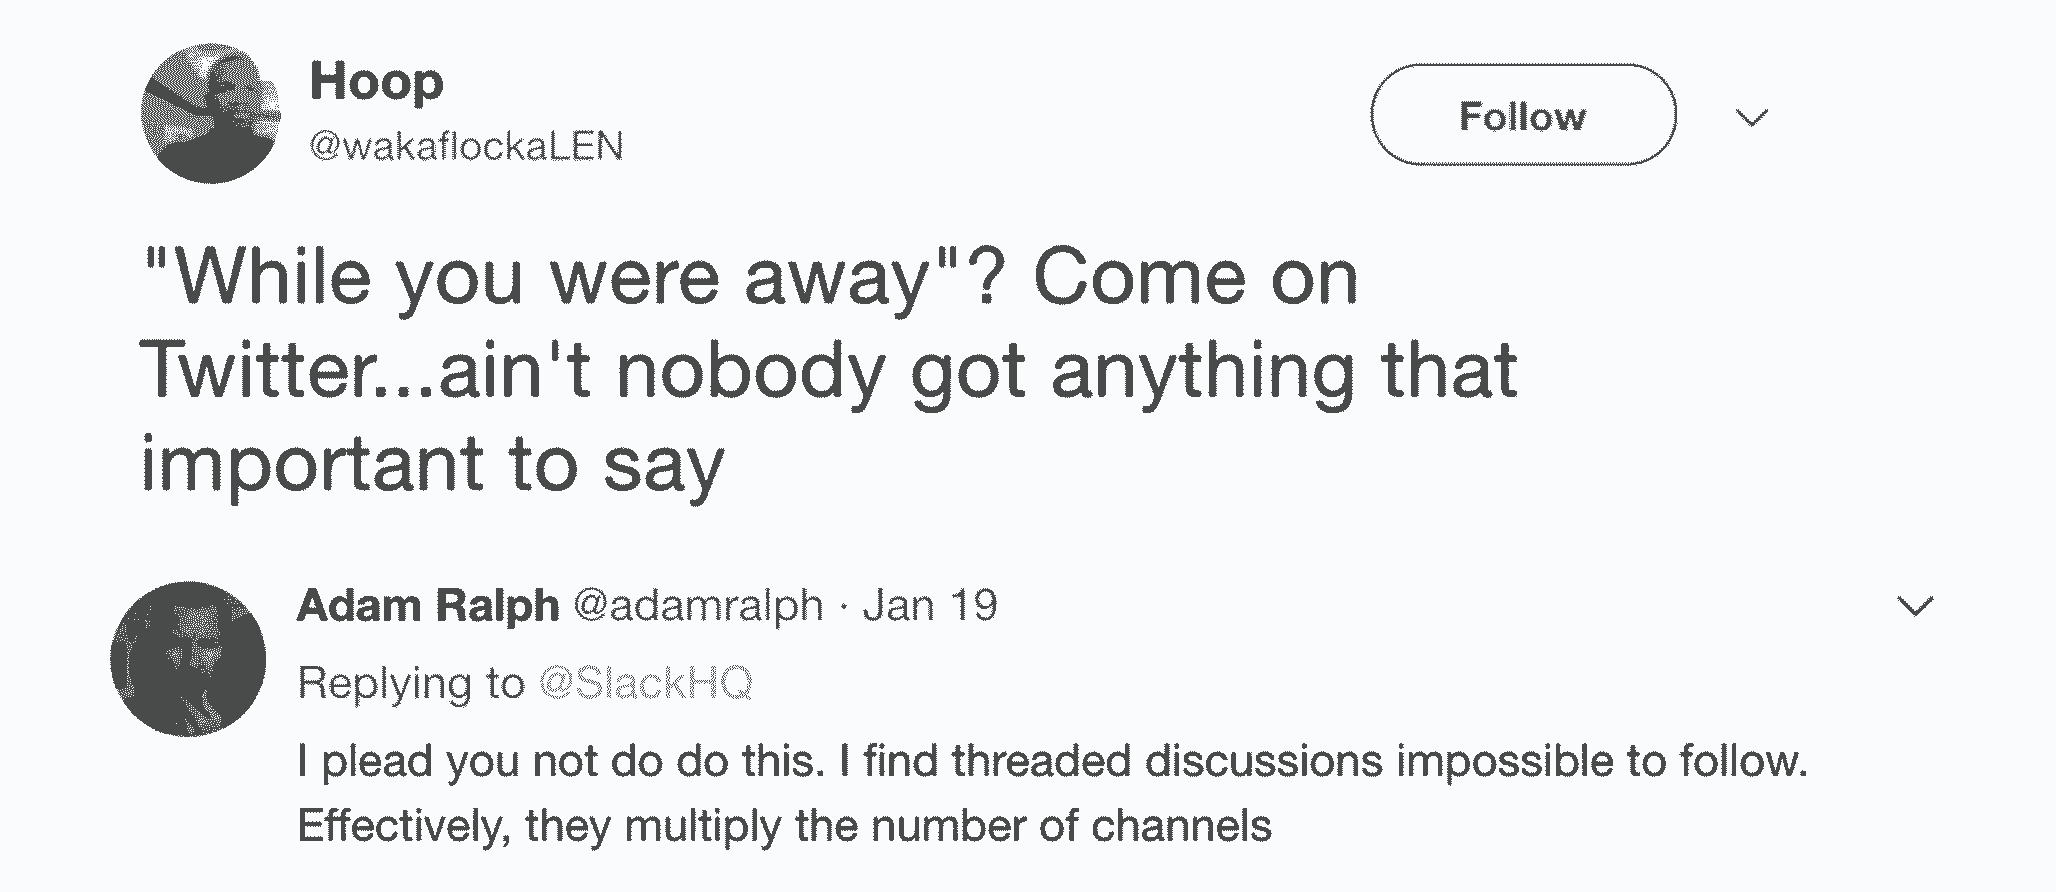 Hoop
@wakaflockaLEN
Follow
"While you were away"? Come on
Twitter...ain't nobody got anything that
important to say
Adam Ralph @adamralph · Jan 19
Replying to @SlackHQ
I plead you not do do this. I find threaded discussions impossible to follow.
Effectively, they multiply the number of channels